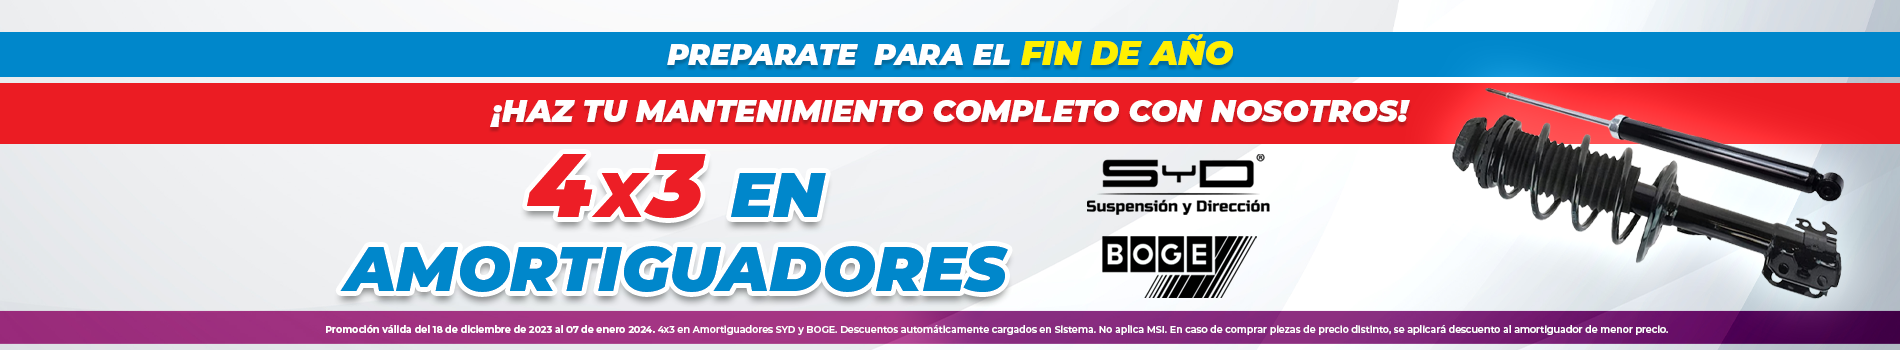 PREPARATE PARA EL FIN DE AÑO
¡HAZ TU MANTENIMIENTO COMPLETO CON NOSOTROS!
4x3 EN
AMORTIGUADORES
SYD®
Suspensión y Dirección
BOGE
Promoción válida del 18 de diciembre de 2023 al 07 de enero 2024. 4x3 en Amortiguadores SYD y BOGE. Descuentos automáticamente cargados en Sistema. No aplica MSI. En caso de comprar piezas de precio distinto, se aplicará descuento al amortiguador de menor precio.